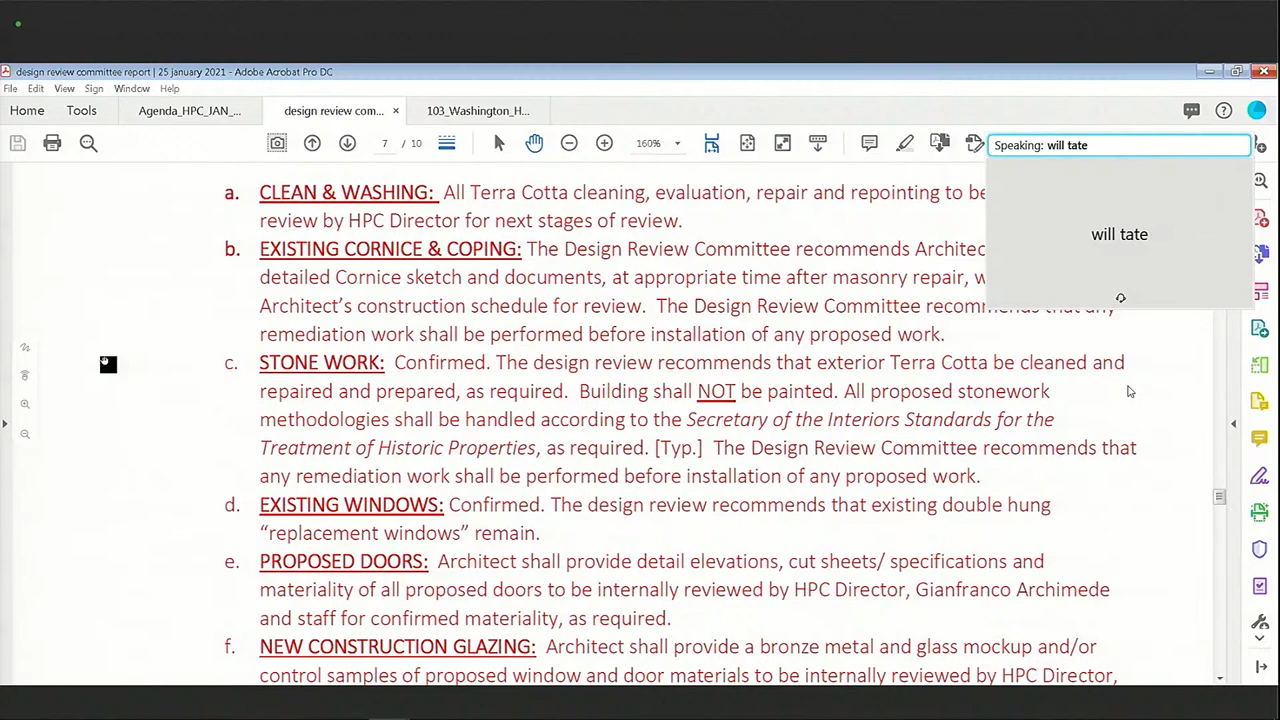 design review committee report | 25 january 2021 - Adobe Acrobat Pro DC
File Edit View Sign Window Help
Home Tools Agenda_HPC_JAN_... design review com... × 103_Washington_H...
7 / 10 160%
Speaking: will tate
will tate
a. CLEAN & WASHING: All Terra Cotta cleaning, evaluation, repair and repointing to be
review by HPC Director for next stages of review.
b. EXISTING CORNICE & COPING: The Design Review Committee recommends Architec
detailed Cornice sketch and documents, at appropriate time after masonry repair, w
Architect's construction schedule for review. The Design Review Committee recommends that any
remediation work shall be performed before installation of any proposed work.
c. STONE WORK: Confirmed. The design review recommends that exterior Terra Cotta be cleaned and
repaired and prepared, as required. Building shall NOT be painted. All proposed stonework
methodologies shall be handled according to the Secretary of the Interiors Standards for the
Treatment of Historic Properties, as required. [Typ.] The Design Review Committee recommends that
any remediation work shall be performed before installation of any proposed work.
d. EXISTING WINDOWS: Confirmed. The design review recommends that existing double hung
“replacement windows” remain.
e. PROPOSED DOORS: Architect shall provide detail elevations, cut sheets/ specifications and
materiality of all proposed doors to be internally reviewed by HPC Director, Gianfranco Archimede
and staff for confirmed materiality, as required.
f. NEW CONSTRUCTION GLAZING: Architect shall provide a bronze metal and glass mockup and/or
control samples of proposed window and door materials to be internally reviewed by HPC Director,